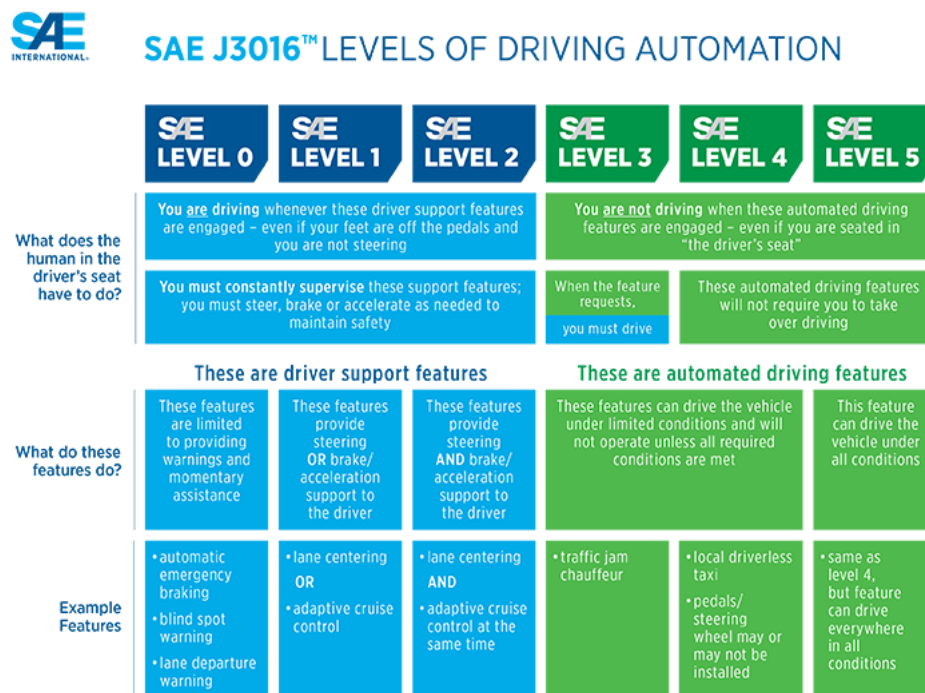 SAE
INTERNATIONAL®
SAE J3016™ LEVELS OF DRIVING AUTOMATION
SAE
LEVEL 0
SAE
LEVEL 1
SAE
LEVEL 2
SAE
LEVEL 3
SAE
LEVEL 4
SAE
LEVEL 5
What does the
human in the
driver's seat
have to do?
You are driving whenever these driver support features
are engaged – even if your feet are off the pedals and
you are not steering
You are not driving when these automated driving
features are engaged – even if you are seated in
"the driver's seat"
You must constantly supervise these support features;
you must steer, brake or accelerate as needed to
maintain safety
When the feature
requests,
you must drive
These automated driving features
will not require you to take
over driving
These are driver support features
These are automated driving features
What do these
features do?
These features
are limited
to providing
warnings and
momentary
assistance
These features
provide
steering
OR brake/
acceleration
support to
the driver
These features
provide
steering
AND brake/
acceleration
support to
the driver
These features can drive the vehicle
under limited conditions and will
not operate unless all required
conditions are met
This feature
can drive the
vehicle under
all conditions
Example
Features
• automatic
emergency
braking
• blind spot
warning
• lane departure
warning
• lane centering
OR
• adaptive cruise
control
• lane centering
AND
• adaptive cruise
control at the
same time
• traffic jam
chauffeur
• local driverless
taxi
• pedals/
steering
wheel may or
may not be
installed
• same as
level 4,
but feature
can drive
everywhere
in all
conditions